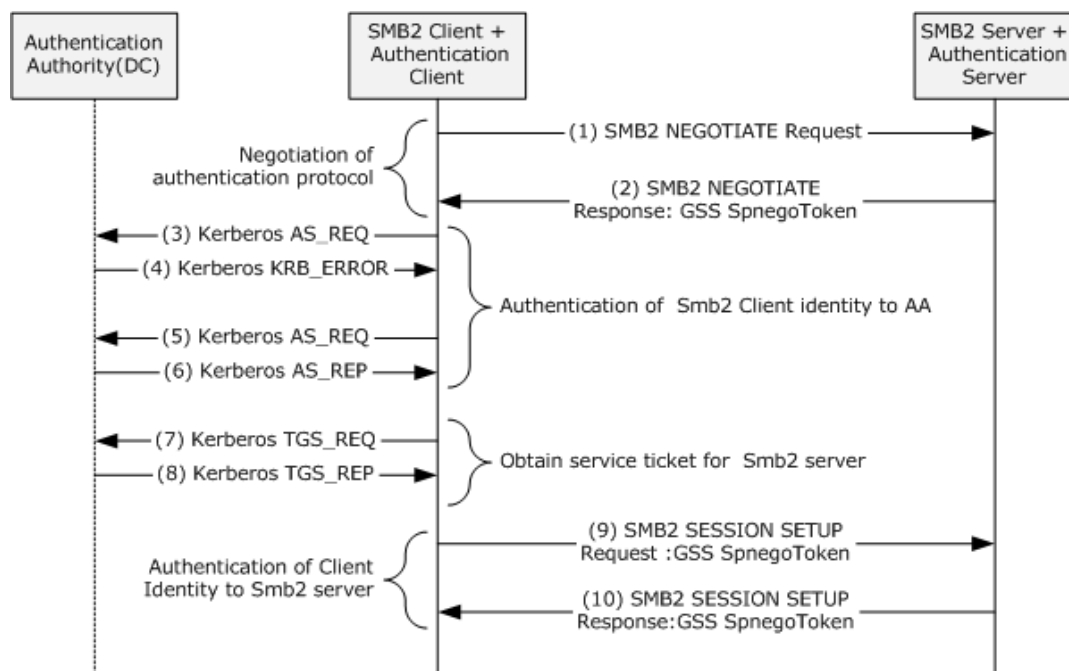 Authentication
Authority(DC)
SMB2 Client +
Authentication
Client
SMB2 Server +
Authentication
Server
(1) SMB2 NEGOTIATE Request
Negotiation of
authentication protocol
(2) SMB2 NEGOTIATE
Response: GSS SpnegoToken
(3) Kerberos AS_REQ
(4) Kerberos KRB_ERROR
Authentication of Smb2 Client identity to AA
(5) Kerberos AS_REQ
(6) Kerberos AS_REP
(7) Kerberos TGS_REQ
(8) Kerberos TGS_REP
Obtain service ticket for Smb2 server
(9) SMB2 SESSION SETUP
Request :GSS SpnegoToken
Authentication of Client
Identity to Smb2 server
(10) SMB2 SESSION SETUP
Response:GSS SpnegoToken